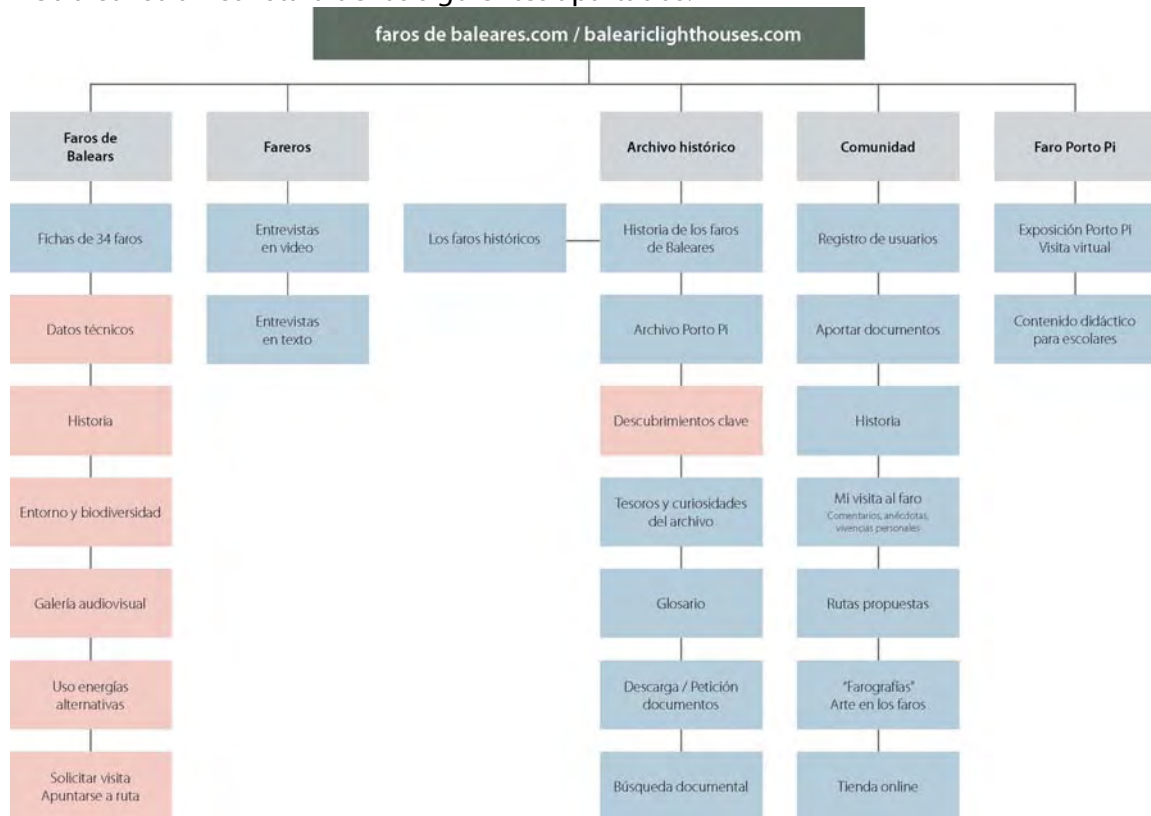 faros de baleares.com / baleariclighthouses.com
Faros de
Balears
Fichas de 34 faros
Datos técnicos
Historia
Entorno y biodiversidad
Galería audiovisual
Uso energías
alternativas
Solicitar visita
Apuntarse a ruta
Fareros
Entrevistas
en video
Entrevistas
en texto
Los faros históricos
Archivo histórico
Historia de los faros
de Baleares
Archivo Porto Pi
Descubrimientos clave
Tesoros y curiosidades
del archivo
Glosario
Descarga / Petición
documentos
Búsqueda documental
Comunidad
Registro de usuarios
Aportar documentos
Historia
Mi visita al faro
Comentarios, anécdotas,
vivencias personales
Rutas propuestas
"Farografías"
Arte en los faros
Tienda online
Faro Porto Pi
Exposición Porto Pi
Visita virtual
Contenido didáctico
para escolares